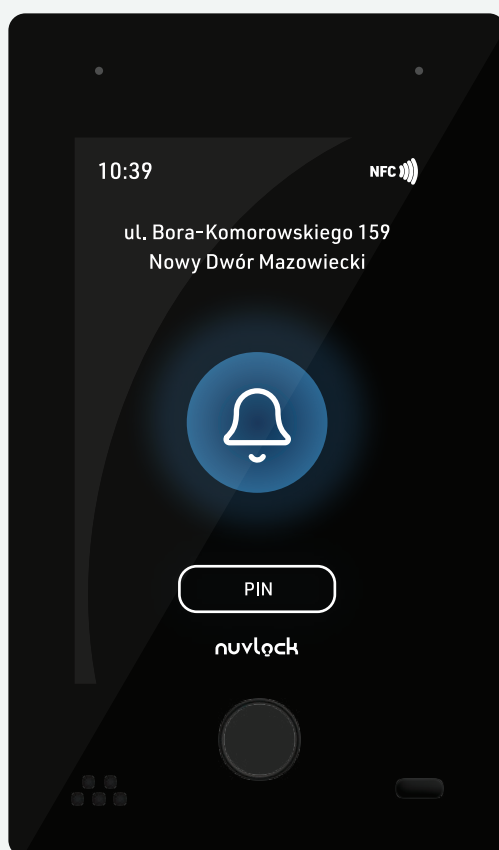 10:39 NFC
ul. Bora-Komorowskiego 159
Nowy Dwór Mazowiecki
PIN
nuvlock